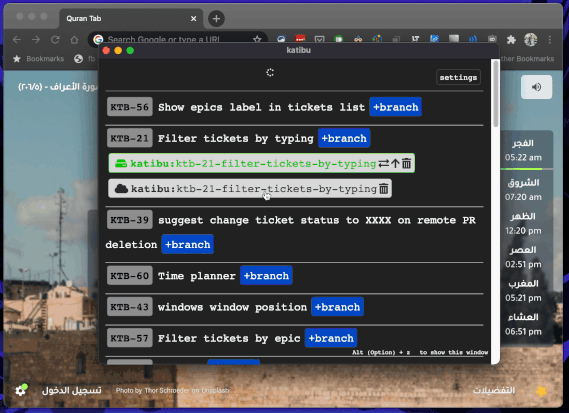 Quran Tab
Search Google or type a URL
Bookmarks
fb
her Bookmarks
katibu
settings
KTB-56 Show epics label in tickets list +branch
KTB-21 Filter tickets by typing +branch
katibu:ktb-21-filter-tickets-by-typing
katibu:ktb-21-filter-tickets-by-typing
KTB-39 suggest change ticket status to XXXX on remote PR
deletion +branch
KTB-60 Time planner +branch
KTB-43 windows window position +branch
KTB-57 Filter tickets by epic +branch
Alt (Option) + z to show this window
ورة الأعراف - (٢٠٦/٥)
الفجر
05:22 am
الشروق
07:20 am
الظهر
12:20 pm
العصر
02:51 pm
المغرب
05:21 pm
العشاء
06:51 pm
تسجيل الدخول
Photo by Thor Schroeder on Unsplash
التفضيلات